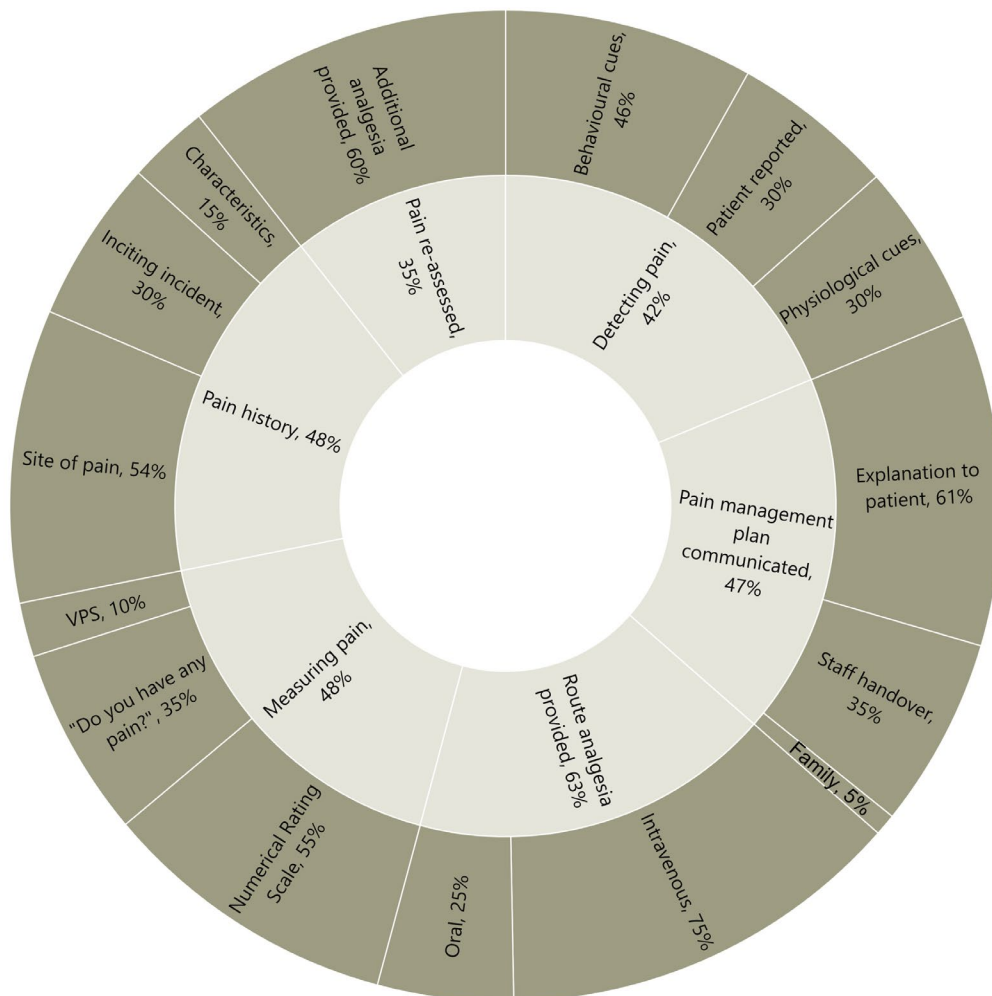 Behavioural cues,
46%
Patient reported,
30%
Physiological cues,
30%
Explanation to
patient, 61%
Staff handover,
35%
Family, 5%
Intravenous, 75%
Oral, 25%
Numerical Rating
Scale, 55%
"Do you have any
pain?", 35%
VPS, 10%
Site of pain, 54%
Inciting incident,
30%
Characteristics,
15%
Additional
analgesia
provided, 60%
Detecting pain,
42%
Pain management
plan
communicated,
47%
Route analgesia
provided, 63%
Measuring pain,
48%
Pain history, 48%
Pain re-assessed,
35%